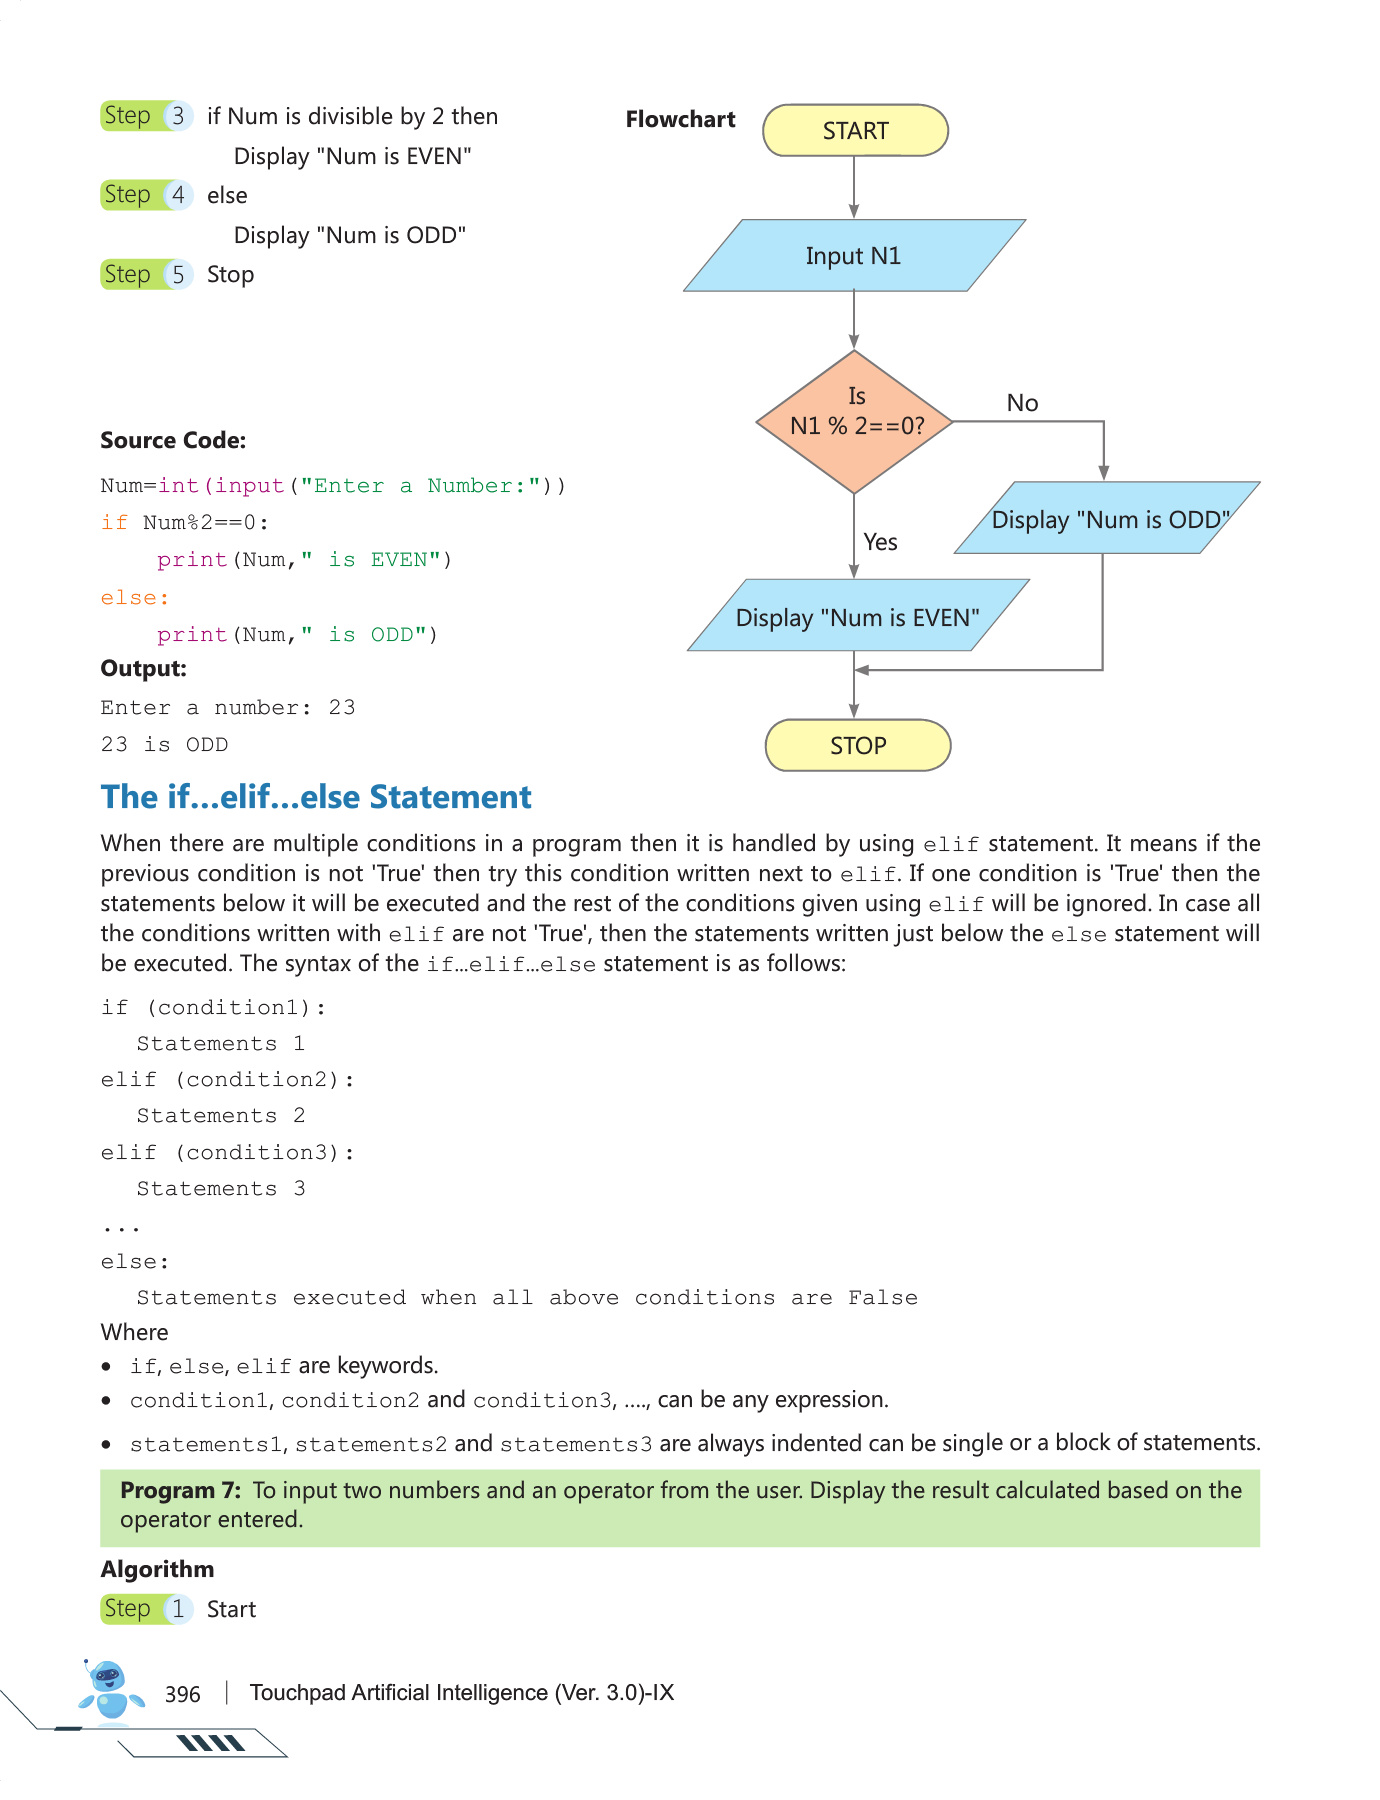 Step 3 if Num is divisible by 2 then
Display "Num is EVEN"
Step 4 else
Display "Num is ODD"
Step 5 Stop
Source Code:
Num=int(input("Enter a Number:"))
if Num%2==0:
    print(Num," is EVEN")
else:
    print(Num," is ODD")
Output:
Enter a number: 23
23 is ODD
Flowchart
START
Input N1
Is
N1 % 2==0?
No
Display "Num is ODD"
Yes
Display "Num is EVEN"
STOP
The if...elif...else Statement
When there are multiple conditions in a program then it is handled by using elif statement. It means if the
previous condition is not 'True' then try this condition written next to elif. If one condition is 'True' then the
statements below it will be executed and the rest of the conditions given using elif will be ignored. In case all
the conditions written with elif are not 'True', then the statements written just below the else statement will
be executed. The syntax of the if…elif…else statement is as follows:
if (condition1):
Statements 1
elif (condition2):
Statements 2
elif (condition3):
Statements 3
...
else:
Statements executed when all above conditions are False
Where
• if, else, elif are keywords.
• condition1, condition2 and condition3, ...., can be any expression.
• statements1, statements2 and statements3 are always indented can be single or a block of statements.
Program 7: To input two numbers and an operator from the user. Display the result calculated based on the
operator entered.
Algorithm
Step 1 Start
396 | Touchpad Artificial Intelligence (Ver. 3.0)-IX